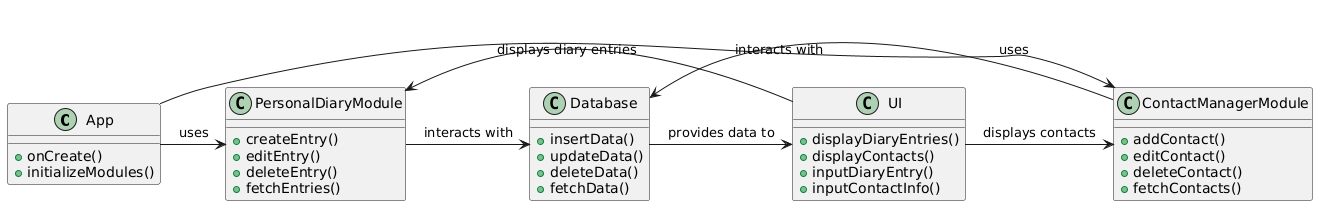 displays diary entries
interacts with
uses
C App
onCreate()
initializeModules()
uses
C PersonalDiaryModule
createEntry()
editEntry()
deleteEntry()
fetchEntries()
interacts with
C Database
insertData()
updateData()
deleteData()
fetchData()
provides data to
C UI
displayDiaryEntries()
displayContacts()
inputDiaryEntry()
inputContactInfo()
displays contacts
C ContactManagerModule
addContact()
editContact()
deleteContact()
fetchContacts()